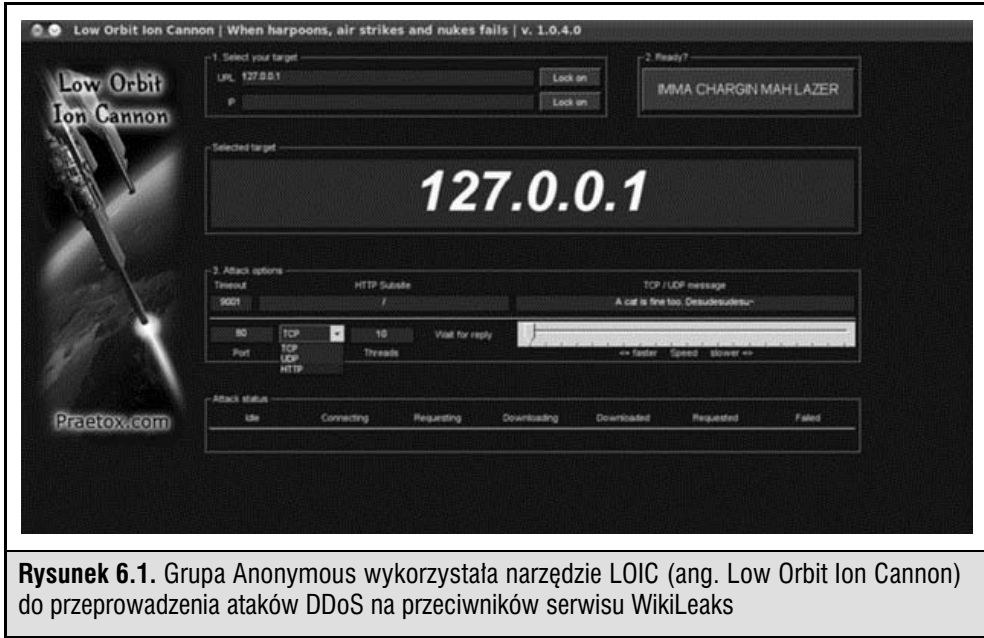 Low Orbit Ion Cannon | When harpoons, air strikes and nukes fails | v. 1.0.4.0
Low Orbit
Ion Cannon
Praetox.com
1. Select your target
URL 127.0.0.1 Lock on
IP Lock on
2. Ready?
IMMA CHARGIN MAH LAZER
Selected target
127.0.0.1
3. Attack options
Timeout HTTP Subsite TCP / UDP message
9001 / A cat is fine too. Desudesudesu~
80 TCP 10 Wait for reply
Port TCP Threads <= faster Speed slower =>
UDP
HTTP
Attack status
Idle Connecting Requesting Downloading Downloaded Requested Failed
Rysunek 6.1. Grupa Anonymous wykorzystała narzędzie LOIC (ang. Low Orbit Ion Cannon)
do przeprowadzenia ataków DDoS na przeciwników serwisu WikiLeaks